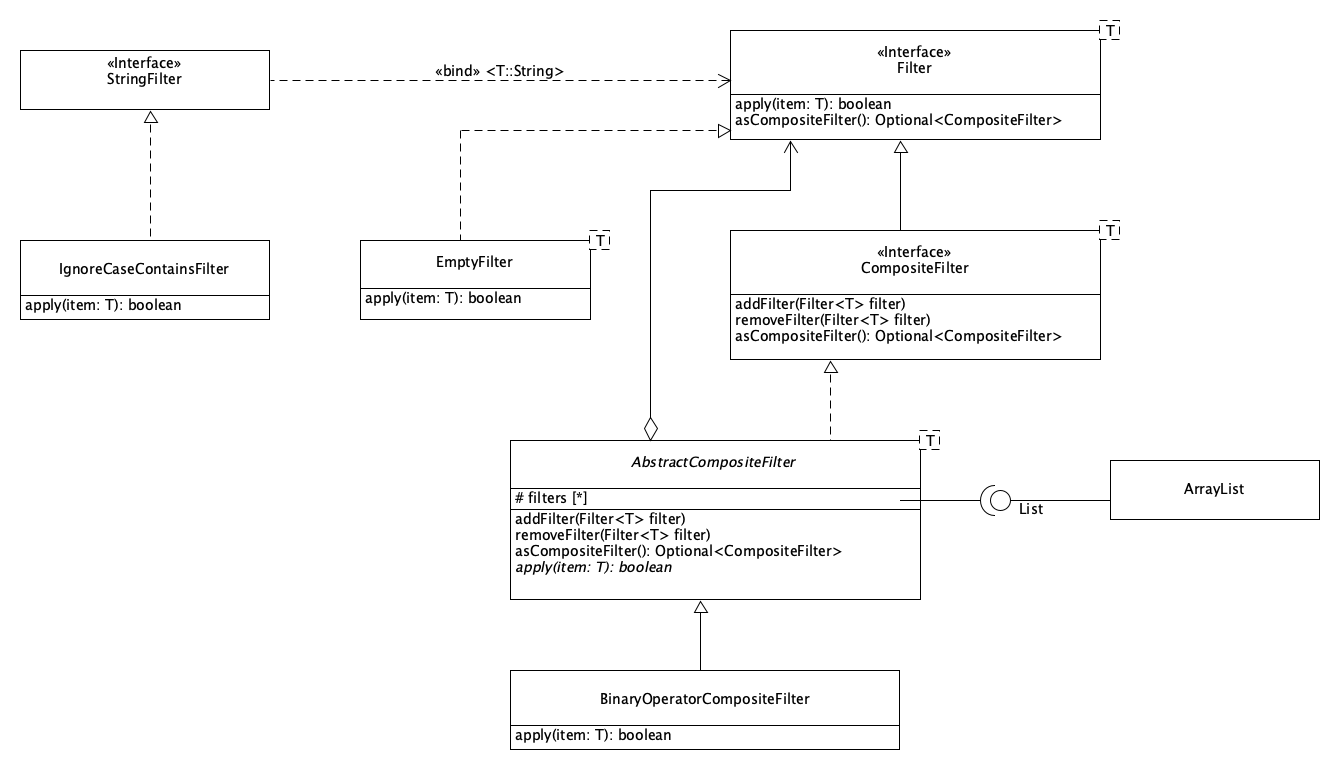 «Interface»
StringFilter
«bind» <T::String>
T
«Interface»
Filter
apply(item: T): boolean
asCompositeFilter(): Optional<CompositeFilter>
IgnoreCaseContainsFilter
apply(item: T): boolean
T
EmptyFilter
apply(item: T): boolean
T
«Interface»
CompositeFilter
addFilter(Filter<T> filter)
removeFilter(Filter<T> filter)
asCompositeFilter(): Optional<CompositeFilter>
T
AbstractCompositeFilter
# filters [*]
addFilter(Filter<T> filter)
removeFilter(Filter<T> filter)
asCompositeFilter(): Optional<CompositeFilter>
apply(item: T): boolean
List
ArrayList
BinaryOperatorCompositeFilter
apply(item: T): boolean